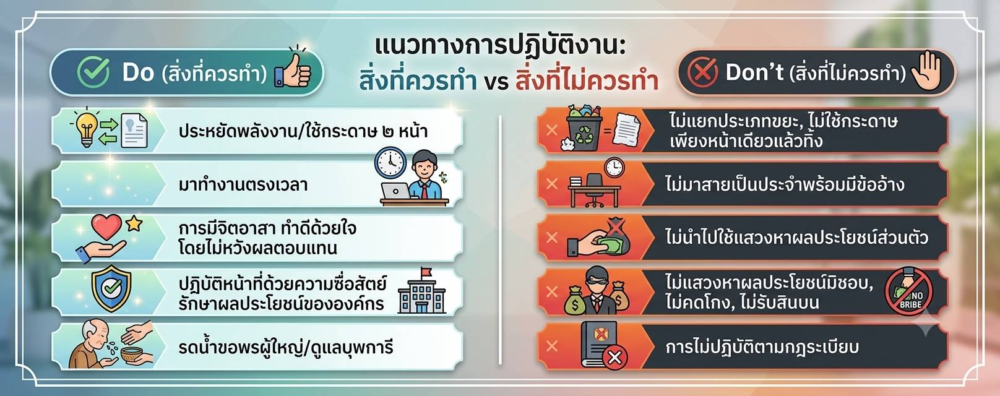 แนวทางการปฏิบัติงาน:
สิ่งที่ควรทำ vs สิ่งที่ไม่ควรทำ
Do (สิ่งที่ควรทำ)
ประหยัดพลังงาน/ใช้กระดาษ ๒ หน้า
มาทำงานตรงเวลา
การมีจิตอาสา ทำดีด้วยใจ
โดยไม่หวังผลตอบแทน
ปฏิบัติหน้าที่ด้วยความซื่อสัตย์
รักษาผลประโยชน์ขององค์กร
รดน้ำขอพรผู้ใหญ่/ดูแลบุพการี
Don't (สิ่งที่ไม่ควรทำ)
ไม่แยกประเภทขยะ, ไม่ใช้กระดาษ
เพียงหน้าเดียวแล้วทิ้ง
ไม่มาสายเป็นประจำพร้อมมีข้ออ้าง
ไม่นำไปใช้แสวงหาผลประโยชน์ส่วนตัว
ไม่แสวงหาผลประโยชน์มิชอบ,
ไม่คดโกง, ไม่รับสินบน
NO
BRIBE
การไม่ปฏิบัติตามกฎระเบียบ